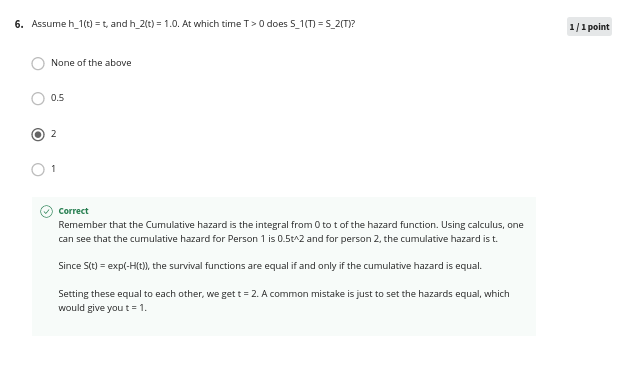 6. Assume h_1(t) = t, and h_2(t) = 1.0. At which time T > 0 does S_1(T) = S_2(T)?
1 / 1 point
None of the above
0.5
2
1
Correct
Remember that the Cumulative hazard is the integral from 0 to t of the hazard function. Using calculus, one
can see that the cumulative hazard for Person 1 is 0.5t^2 and for person 2, the cumulative hazard is t.
Since S(t) = exp(-H(t)), the survival functions are equal if and only if the cumulative hazard is equal.
Setting these equal to each other, we get t = 2. A common mistake is just to set the hazards equal, which
would give you t = 1.